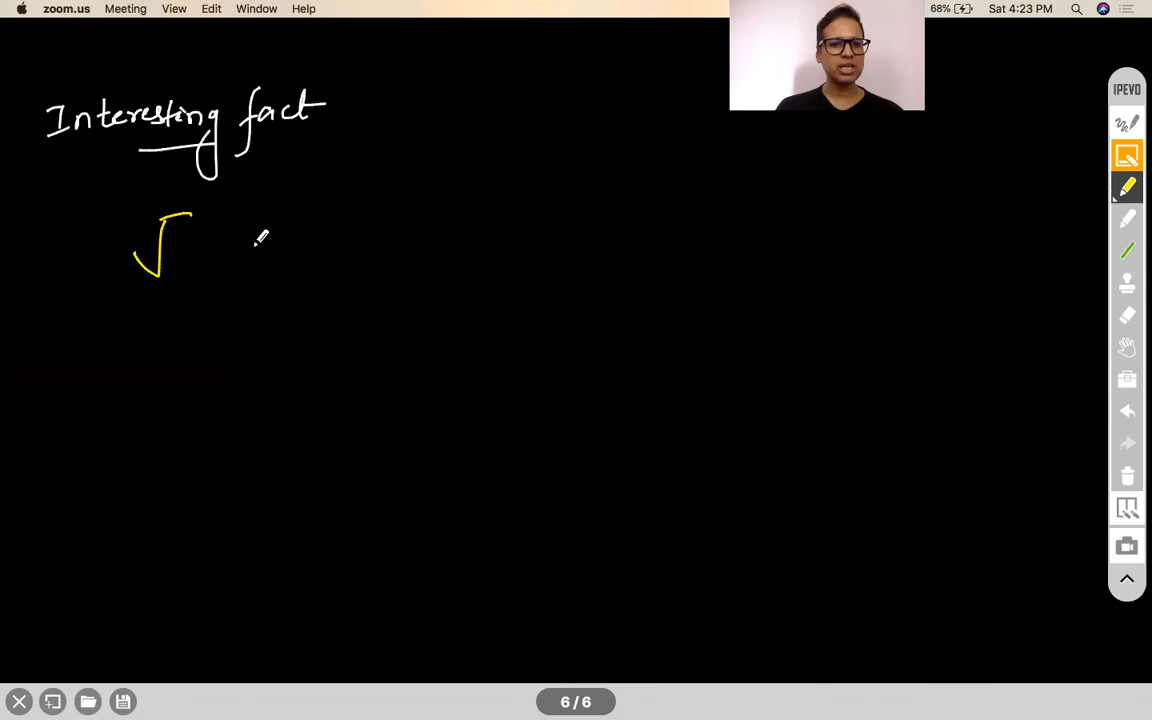 zoom.us Meeting View Edit Window Help 68% Sat 4:23 PM
IPEVO
Interesting fact
√
6 / 6